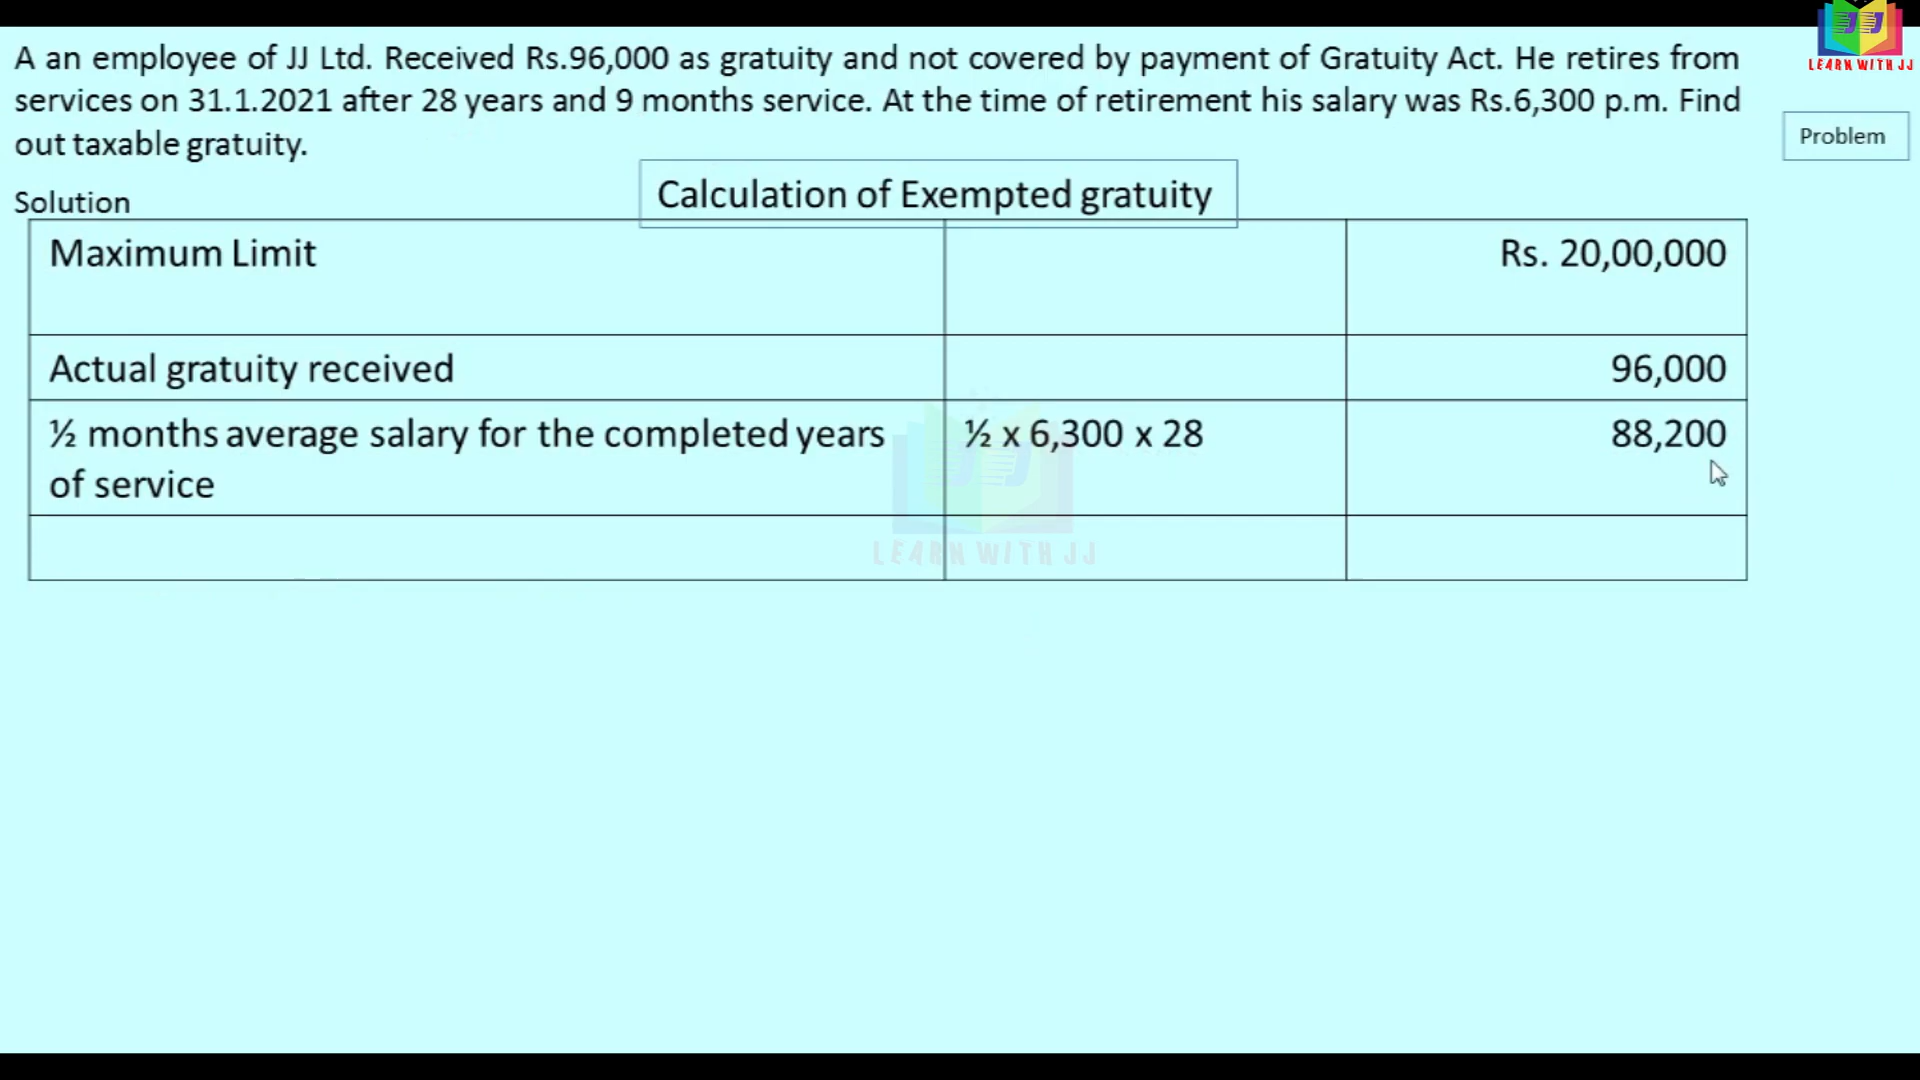 A an employee of JJ Ltd. Received Rs.96,000 as gratuity and not covered by payment of Gratuity Act. He retires from
services on 31.1.2021 after 28 years and 9 months service. At the time of retirement his salary was Rs.6,300 p.m. Find
out taxable gratuity.
LEARN WITH JJ
Problem
Solution
Calculation of Exempted gratuity
Maximum Limit Rs. 20,00,000
Actual gratuity received 96,000
½ months average salary for the completed years ½ x 6,300 x 28 88,200
of service
LEARN WITH JJ